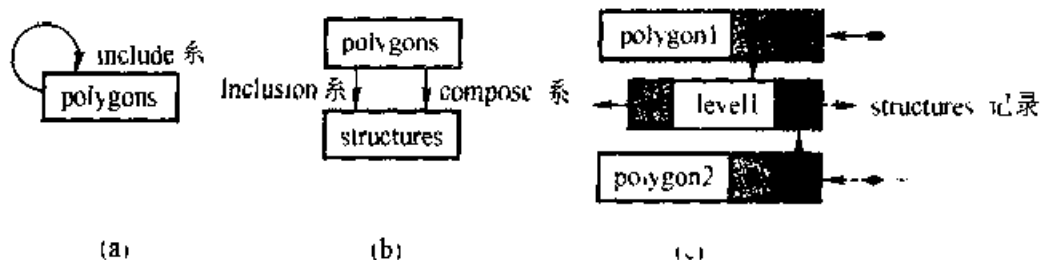 include 系
polygons
(a)
polygons
Inclusion 系
compose 系
structures
(b)
polygon1
level1
structures 记录
polygon2
(c)